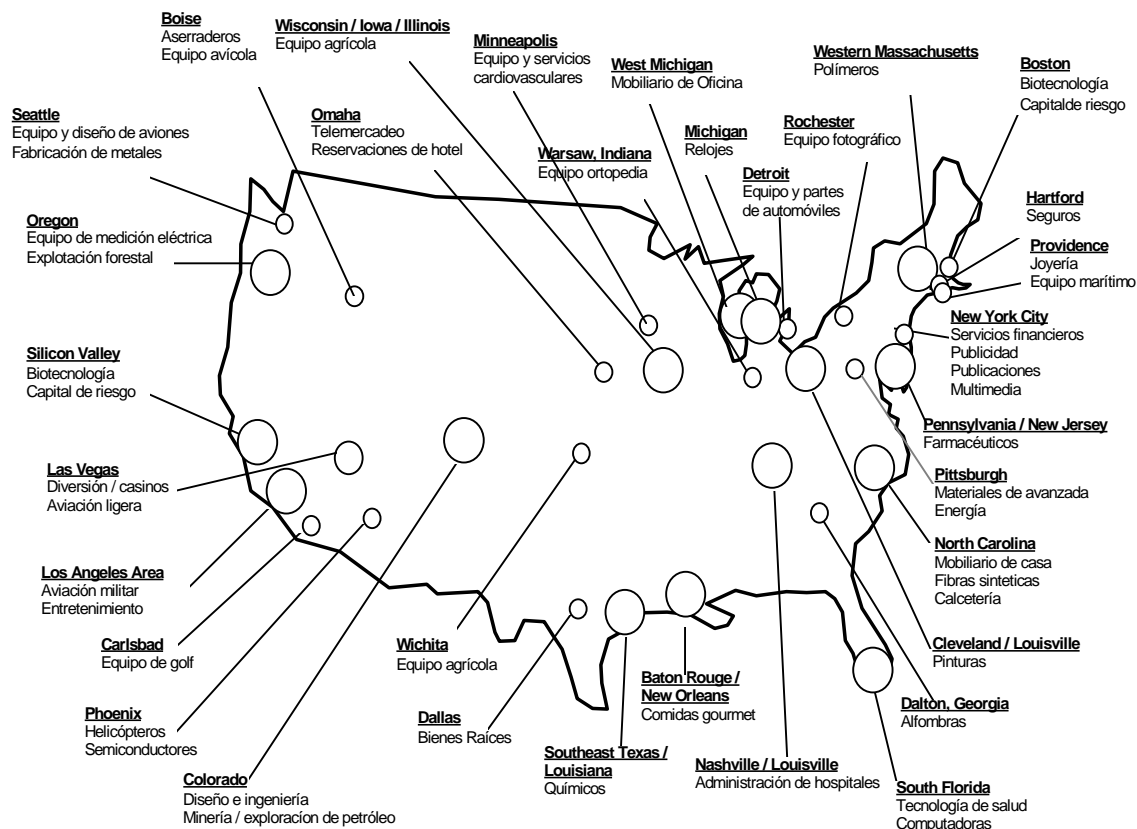 Boise
Aserraderos
Equipo avícola
Wisconsin / Iowa / Illinois
Equipo agrícola
Minneapolis
Equipo y servicios
cardiovasculares
West Michigan
Mobiliario de Oficina
Western Massachusetts
Polímeros
Boston
Biotecnología
Capitalde riesgo
Seattle
Equipo y diseño de aviones
Fabricación de metales
Omaha
Telemercadeo
Reservaciones de hotel
Warsaw, Indiana
Equipo ortopedia
Michigan
Relojes
Rochester
Equipo fotográfico
Detroit
Equipo y partes
de automóviles
Hartford
Seguros
Oregon
Equipo de medición eléctrica
Explotación forestal
Providence
Joyería
Equipo marítimo
New York City
Servicios financieros
Publicidad
Publicaciones
Multimedia
Silicon Valley
Biotecnología
Capital de riesgo
Pennsylvania / New Jersey
Farmacéuticos
Las Vegas
Diversión / casinos
Aviación ligera
Pittsburgh
Materiales de avanzada
Energía
Los Angeles Area
Aviación militar
Entretenimiento
North Carolina
Mobiliario de casa
Fibras sinteticas
Calcetería
Carlsbad
Equipo de golf
Wichita
Equipo agrícola
Cleveland / Louisville
Pinturas
Baton Rouge /
New Orleans
Comidas gourmet
Dalton, Georgia
Alfombras
Phoenix
Helicópteros
Semiconductores
Dallas
Bienes Raíces
Southeast Texas /
Louisiana
Químicos
Nashville / Louisville
Administración de hospitales
Colorado
Diseño e ingeniería
Minería / exploracion de petróleo
South Florida
Tecnología de salud
Computadoras